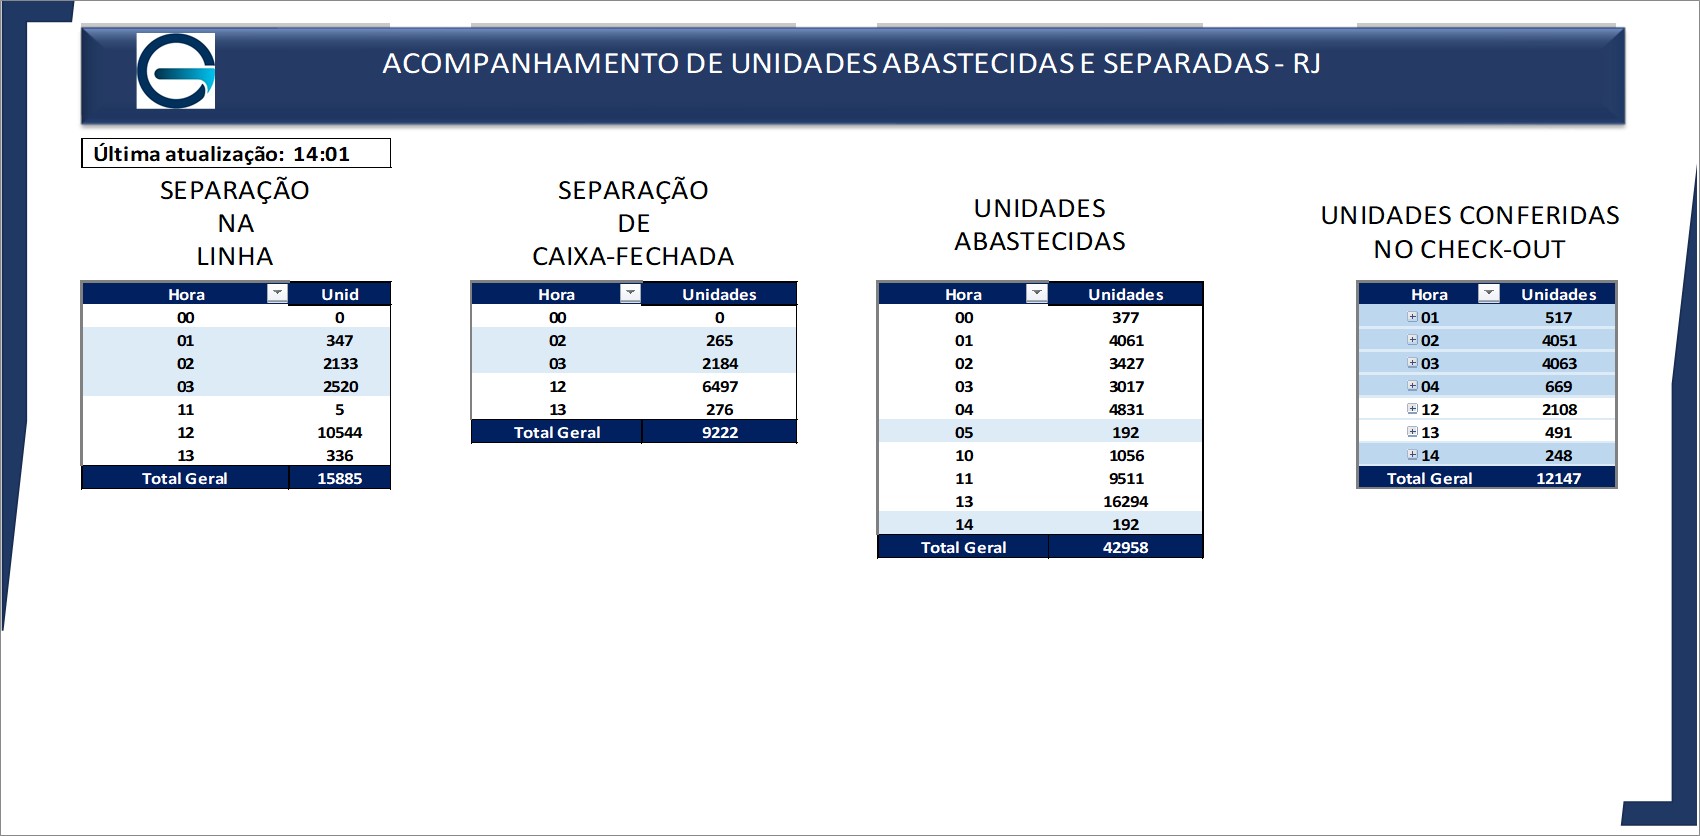 ACOMPANHAMENTO DE UNIDADES ABASTECIDAS E SEPARADAS - RJ
Última atualização: 14:01
SEPARAÇÃO
NA
LINHA
Hora Unid
00 0
01 347
02 2133
03 2520
11 5
12 10544
13 336
Total Geral 15885
SEPARAÇÃO
DE
CAIXA-FECHADA
Hora Unidades
00 0
02 265
03 2184
12 6497
13 276
Total Geral 9222
UNIDADES
ABASTECIDAS
Hora Unidades
00 377
01 4061
02 3427
03 3017
04 4831
05 192
10 1056
11 9511
13 16294
14 192
Total Geral 42958
UNIDADES CONFERIDAS
NO CHECK-OUT
Hora Unidades
01 517
02 4051
03 4063
04 669
12 2108
13 491
14 248
Total Geral 12147